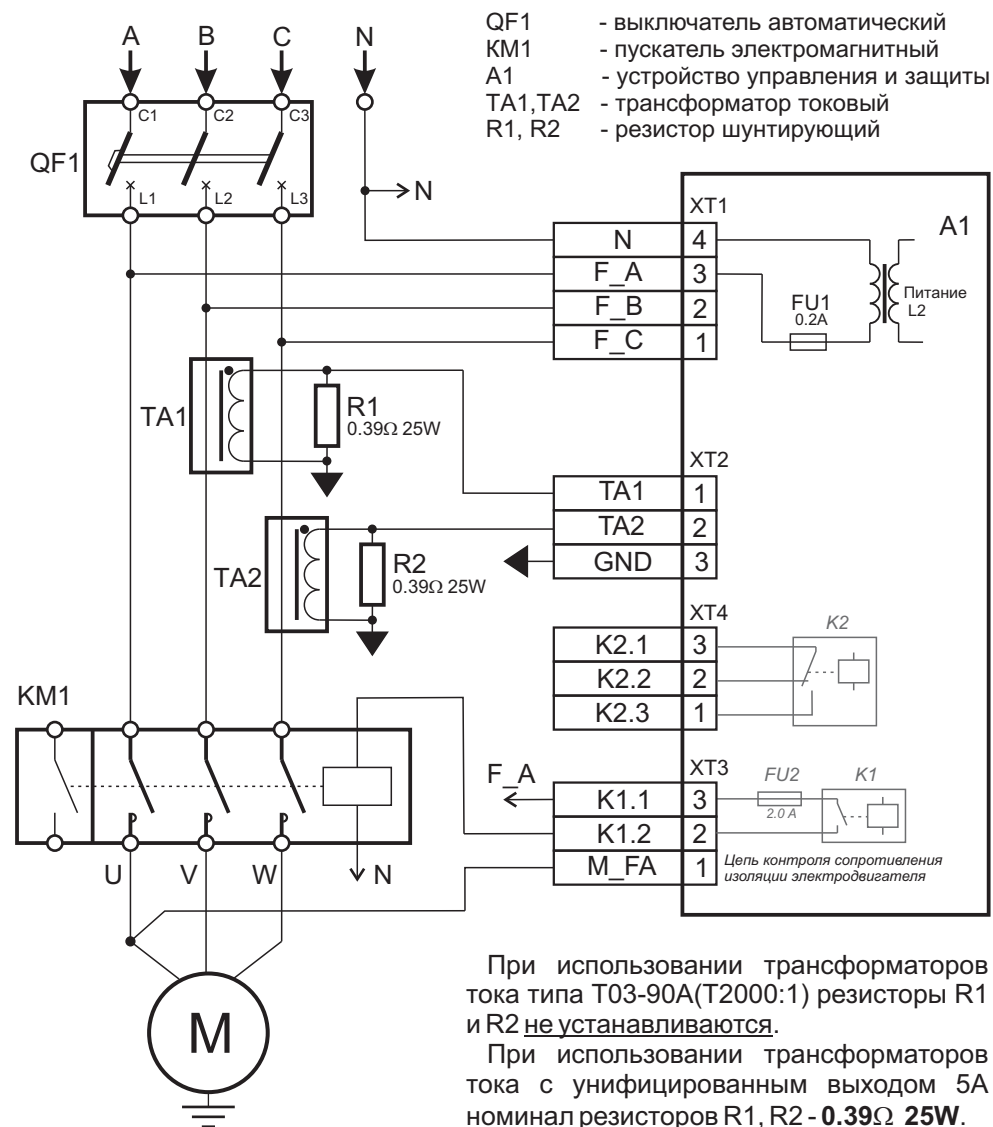 QF1 - выключатель автоматический
KM1 - пускатель электромагнитный
A1 - устройство управления и защиты
TA1,TA2 - трансформатор токовый
R1, R2 - резистор шунтирующий
A B C N
C1 C2 C3
QF1
L1 L2 L3
N
XT1
A1
N 4
F_A 3
F_B 2
F_C 1
FU1
0.2A
Питание
L2
TA1
R1
0.39Ω 25W
XT2
TA1 1
TA2 2
GND 3
TA2
R2
0.39Ω 25W
XT4
K2
K2.1 3
K2.2 2
K2.3 1
KM1
F_A
XT3
FU2 K1
K1.1 3
2.0 A
K1.2 2
M_FA 1
Цепь контроля сопротивления
изоляции электродвигателя
U V W N
M
При использовании трансформаторов
тока типа Т03-90А(Т2000:1) резисторы R1
и R2 не устанавливаются.
При использовании трансформаторов
тока с унифицированным выходом 5А
номинал резисторов R1, R2 - 0.39Ω 25W.